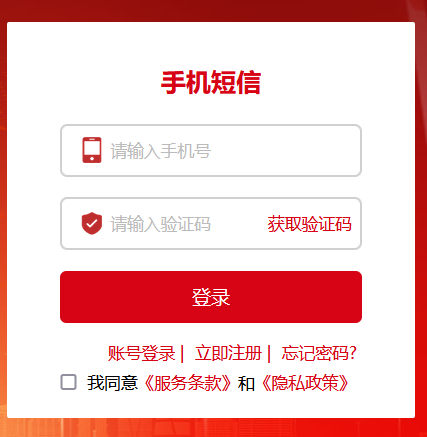 手机短信
请输入手机号
请输入验证码 获取验证码
登录
账号登录 | 立即注册 | 忘记密码?
我同意《服务条款》和《隐私政策》